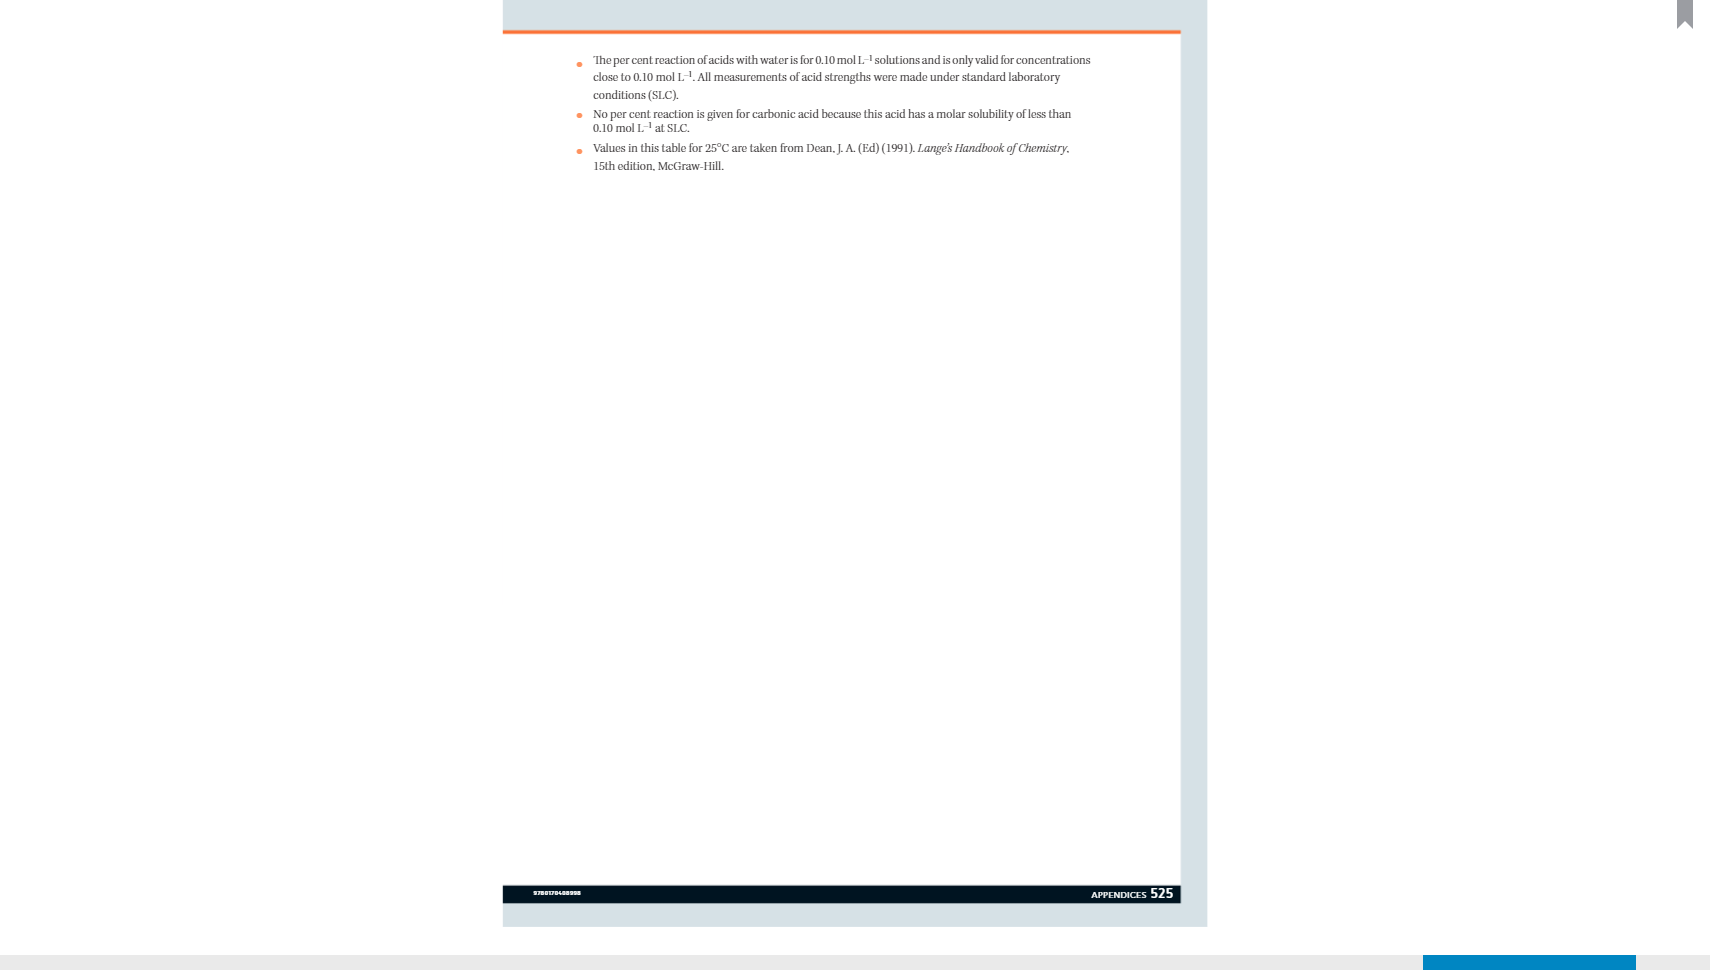 The per cent reaction of acids with water is for 0.10 mol L⁻¹ solutions and is only valid for concentrations
close to 0.10 mol L⁻¹. All measurements of acid strengths were made under standard laboratory
conditions (SLC).
No per cent reaction is given for carbonic acid because this acid has a molar solubility of less than
0.10 mol L⁻¹ at SLC.
Values in this table for 25°C are taken from Dean, J. A. (Ed) (1991). Lange's Handbook of Chemistry,
15th edition, McGraw-Hill.
APPENDICES 525